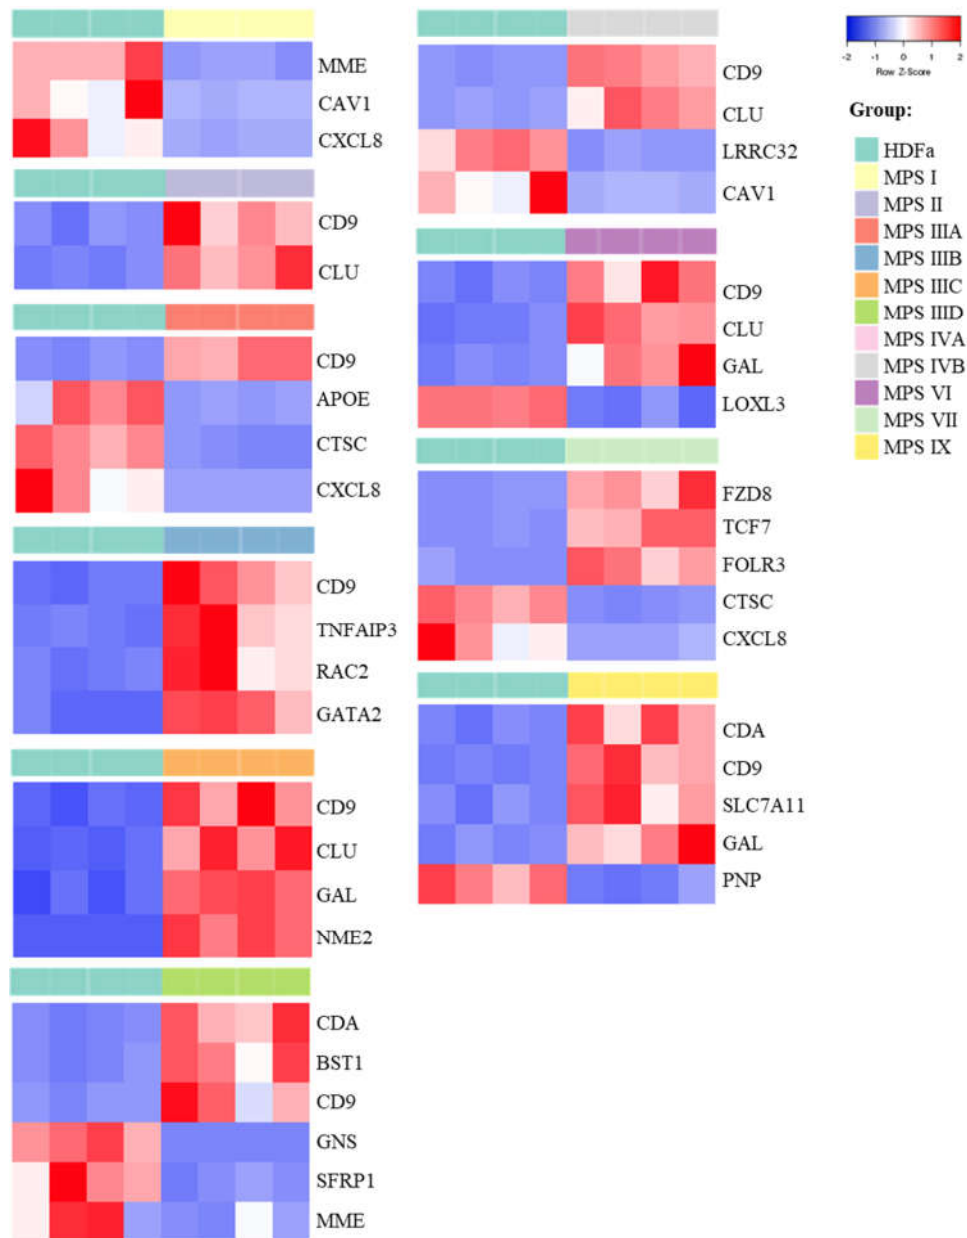 MME
CAV1
CXCL8
CD9
CLU
CD9
APOE
CTSC
CXCL8
CD9
TNFAIP3
RAC2
GATA2
CD9
CLU
GAL
NME2
CDA
BST1
CD9
GNS
SFRP1
MME
CD9
CLU
LRRC32
CAV1
CD9
CLU
GAL
LOXL3
FZD8
TCF7
FOLR3
CTSC
CXCL8
CDA
CD9
SLC7A11
GAL
PNP
-2 -1 0 1 2
Row Z-Score
Group:
HDFa
MPS I
MPS II
MPS IIIA
MPS IIIB
MPS IIIC
MPS IIID
MPS IVA
MPS IVB
MPS VI
MPS VII
MPS IX